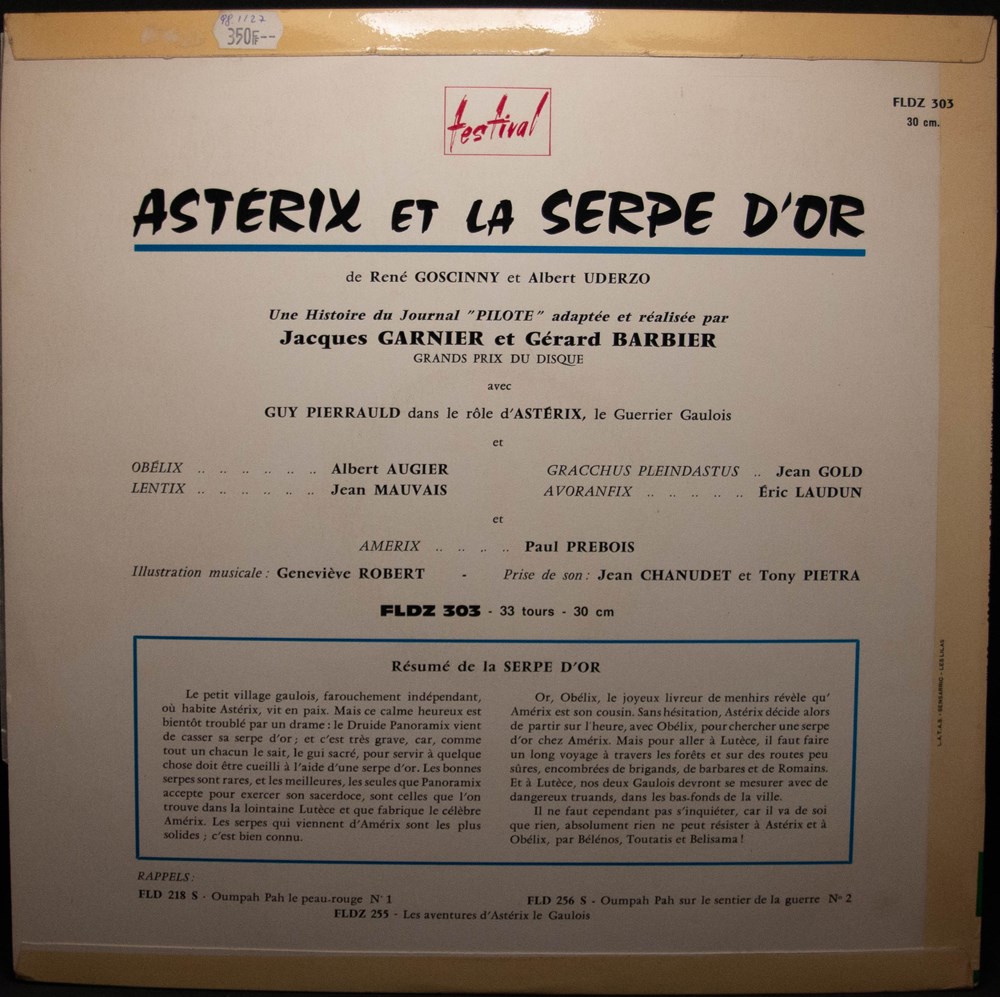 98.1127
350F--
festival
FLDZ 303
30 cm.
ASTÉRIX ET LA SERPE D'OR
de René GOSCINNY et Albert UDERZO
Une Histoire du Journal "PILOTE" adaptée et réalisée par
Jacques GARNIER et Gérard BARBIER
GRANDS PRIX DU DISQUE
avec
GUY PIERRAULD dans le rôle d'ASTÉRIX, le Guerrier Gaulois
et
OBÉLIX .. .. .. .. .. .. Albert AUGIER
LENTIX .. .. .. .. .. .. Jean MAUVAIS
GRACCHUS PLEINDASTUS .. Jean GOLD
AVORANFIX .. .. .. .. .. Éric LAUDUN
et
AMERIX .. .. .. .. Paul PREBOIS
Illustration musicale : Geneviève ROBERT - Prise de son : Jean CHANUDET et Tony PIETRA
FLDZ 303 - 33 tours - 30 cm
Résumé de la SERPE D'OR
Le petit village gaulois, farouchement indépendant,
où habite Astérix, vit en paix. Mais ce calme heureux est
bientôt troublé par un drame : le Druide Panoramix vient
de casser sa serpe d'or ; et c'est très grave, car, comme
tout un chacun le sait, le gui sacré, pour servir à quelque
chose doit être cueilli à l'aide d'une serpe d'or. Les bonnes
serpes sont rares, et les meilleures, les seules que Panoramix
accepte pour exercer son sacerdoce, sont celles que l'on
trouve dans la lointaine Lutèce et que fabrique le célèbre
Amérix. Les serpes qui viennent d'Amérix sont les plus
solides ; c'est bien connu.
Or, Obélix, le joyeux livreur de menhirs révèle qu'
Amérix est son cousin. Sans hésitation, Astérix décide alors
de partir sur l'heure, avec Obélix, pour chercher une serpe
d'or chez Amérix. Mais pour aller à Lutèce, il faut faire
un long voyage à travers les forêts et sur des routes peu
sûres, encombrées de brigands, de barbares et de Romains.
Et à Lutèce, nos deux Gaulois devront se mesurer avec de
dangereux truands, dans les bas-fonds de la ville.
Il ne faut cependant pas s'inquiéter, car il va de soi
que rien, absolument rien ne peut résister à Astérix et à
Obélix, par Bélénos, Toutatis et Belisama !
RAPPELS :
FLD 218 S - Oumpah Pah le peau-rouge N° 1
FLD 256 S - Oumpah Pah sur le sentier de la guerre N° 2
FLDZ 255 - Les aventures d'Astérix le Gaulois